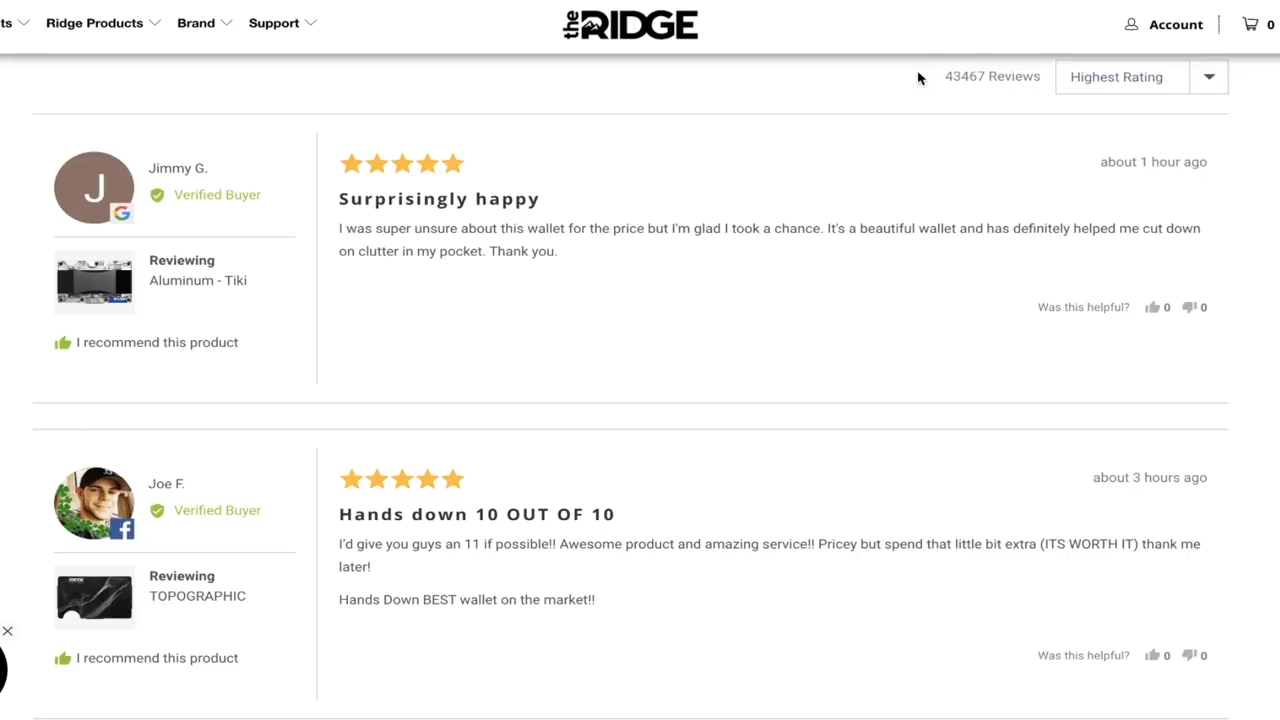 ts Ridge Products Brand Support the RIDGE Account 0
43467 Reviews Highest Rating
Jimmy G.
Verified Buyer
J
G
Reviewing
Aluminum - Tiki
I recommend this product
about 1 hour ago
Surprisingly happy
I was super unsure about this wallet for the price but I'm glad I took a chance. It's a beautiful wallet and has definitely helped me cut down
on clutter in my pocket. Thank you.
Was this helpful? 0 0
Joe F.
Verified Buyer
f
Reviewing
TOPOGRAPHIC
I recommend this product
about 3 hours ago
Hands down 10 OUT OF 10
I'd give you guys an 11 if possible!! Awesome product and amazing service!! Pricey but spend that little bit extra (ITS WORTH IT) thank me
later!
Hands Down BEST wallet on the market!!
Was this helpful? 0 0